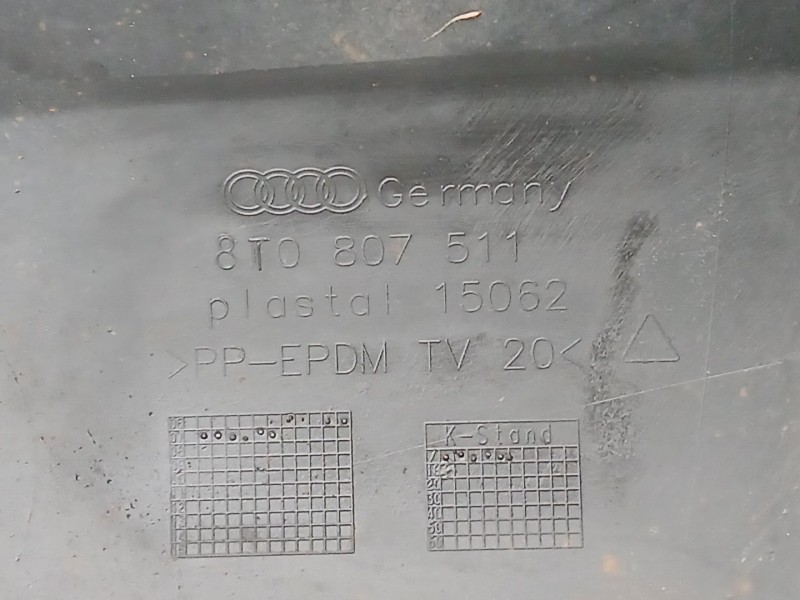 Germany
8T0 807 511
plastal 15062
>PP-EPDM TV 20<
K-Stand